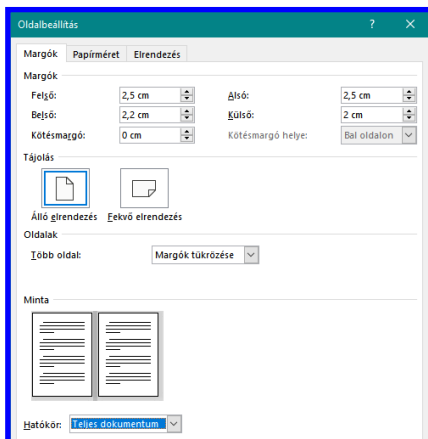 Oldalbeállítás ? ×
Margók Papírméret Elrendezés
Margók
Felső: 2,5 cm Alsó: 2,5 cm
Belső: 2,2 cm Külső: 2 cm
Kötésmargó: 0 cm Kötésmargó helye: Bal oldalon
Tájolás
Álló elrendezés Fekvő elrendezés
Oldalak
Több oldal: Margók tükrözése
Minta
Hatókör: Teljes dokumentum